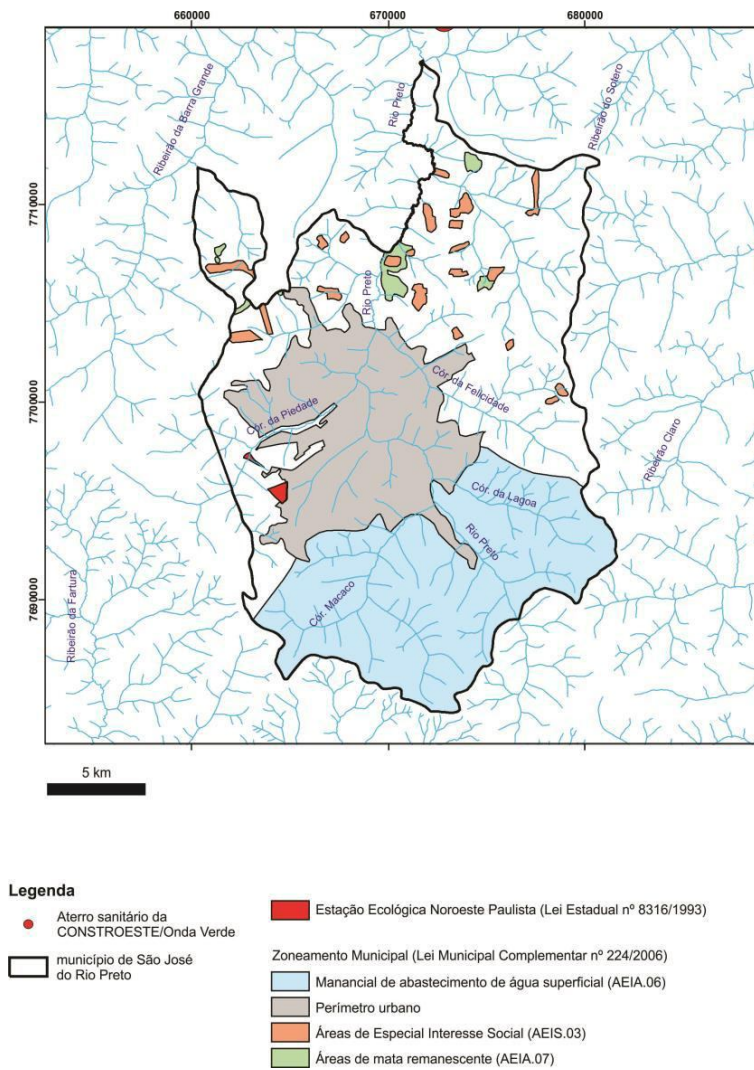 660000 670000 680000
Ribeirão da Barra Grande
Rio Preto
Ribeirão do Solero
7710000
Rio Preto
7700000
Cór. da Felicidade
Cór. da Piedade
Ribeirão Claro
Cór. da Lagoa
Rio Preto
7690000
Cór. Macaco
Ribeirão da Fartura
660000 670000 680000
5 km
Legenda
Aterro sanitário da
CONSTROESTE/Onda Verde
município de São José
do Rio Preto
Estação Ecológica Noroeste Paulista (Lei Estadual nº 8316/1993)
Zoneamento Municipal (Lei Municipal Complementar nº 224/2006)
Manancial de abastecimento de água superficial (AEIA.06)
Perímetro urbano
Áreas de Especial Interesse Social (AEIS.03)
Áreas de mata remanescente (AEIA.07)